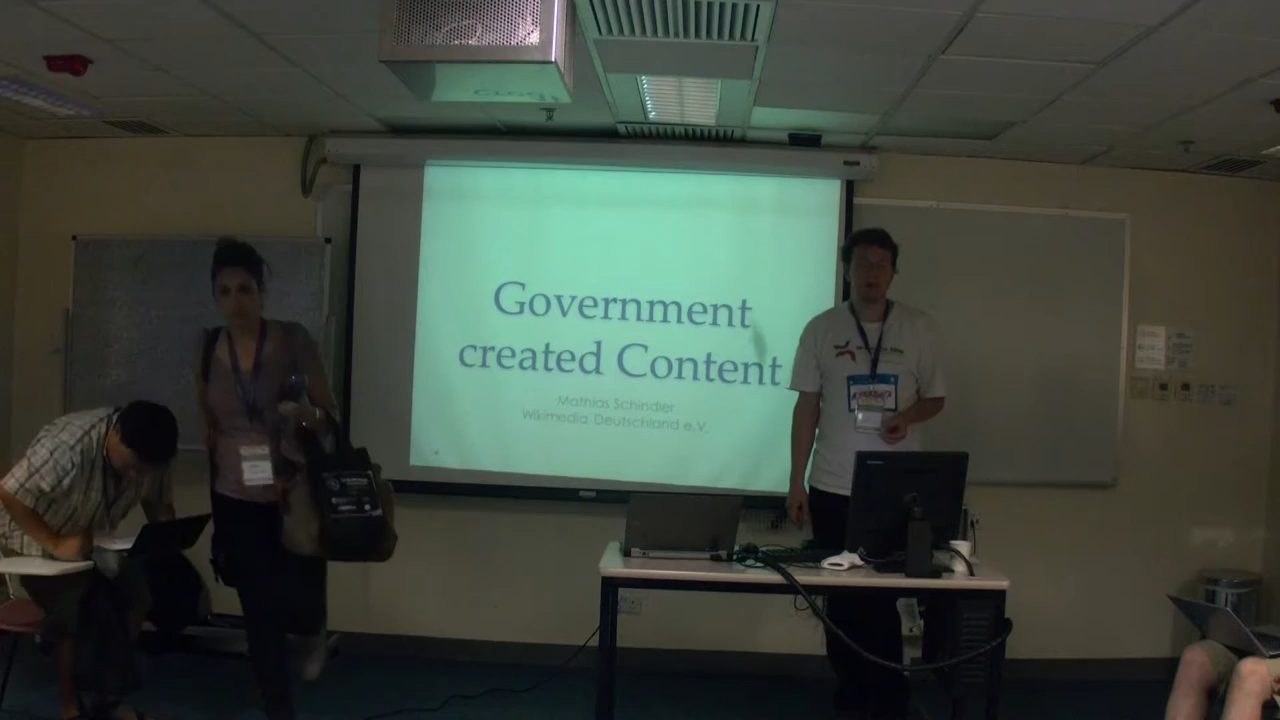 Government
created Content
Mathias Schindler
Wikimedia Deutschland e.V.